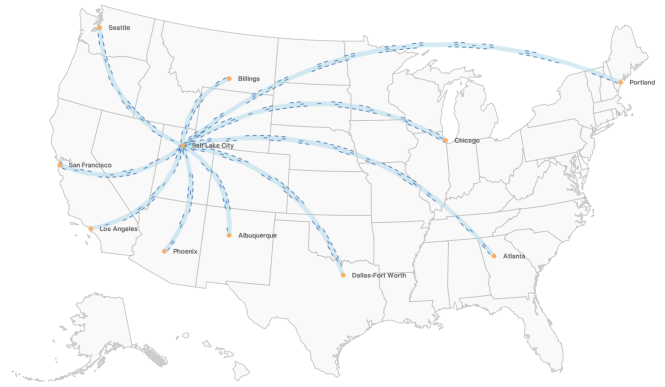 Seattle
Billings
Portland
Chicago
Salt Lake City
San Francisco
Los Angeles
Albuquerque
Phoenix
Atlanta
Dallas-Fort Worth